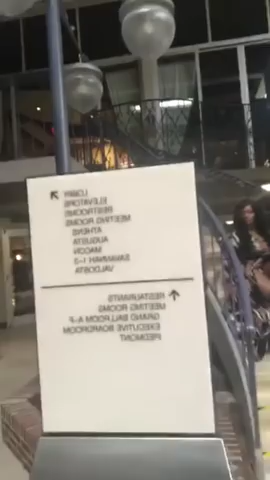 LOBBY
ELEVATORS
RESTROOMS
MEETING ROOMS
ATHENS
AUGUSTA
MACON
SAVANNAH 1-3
VALDOSTA
RESTAURANTS
MEETING ROOMS
GRAND BALLROOM A-F
EXECUTIVE BOARDROOM
PIEDMONT